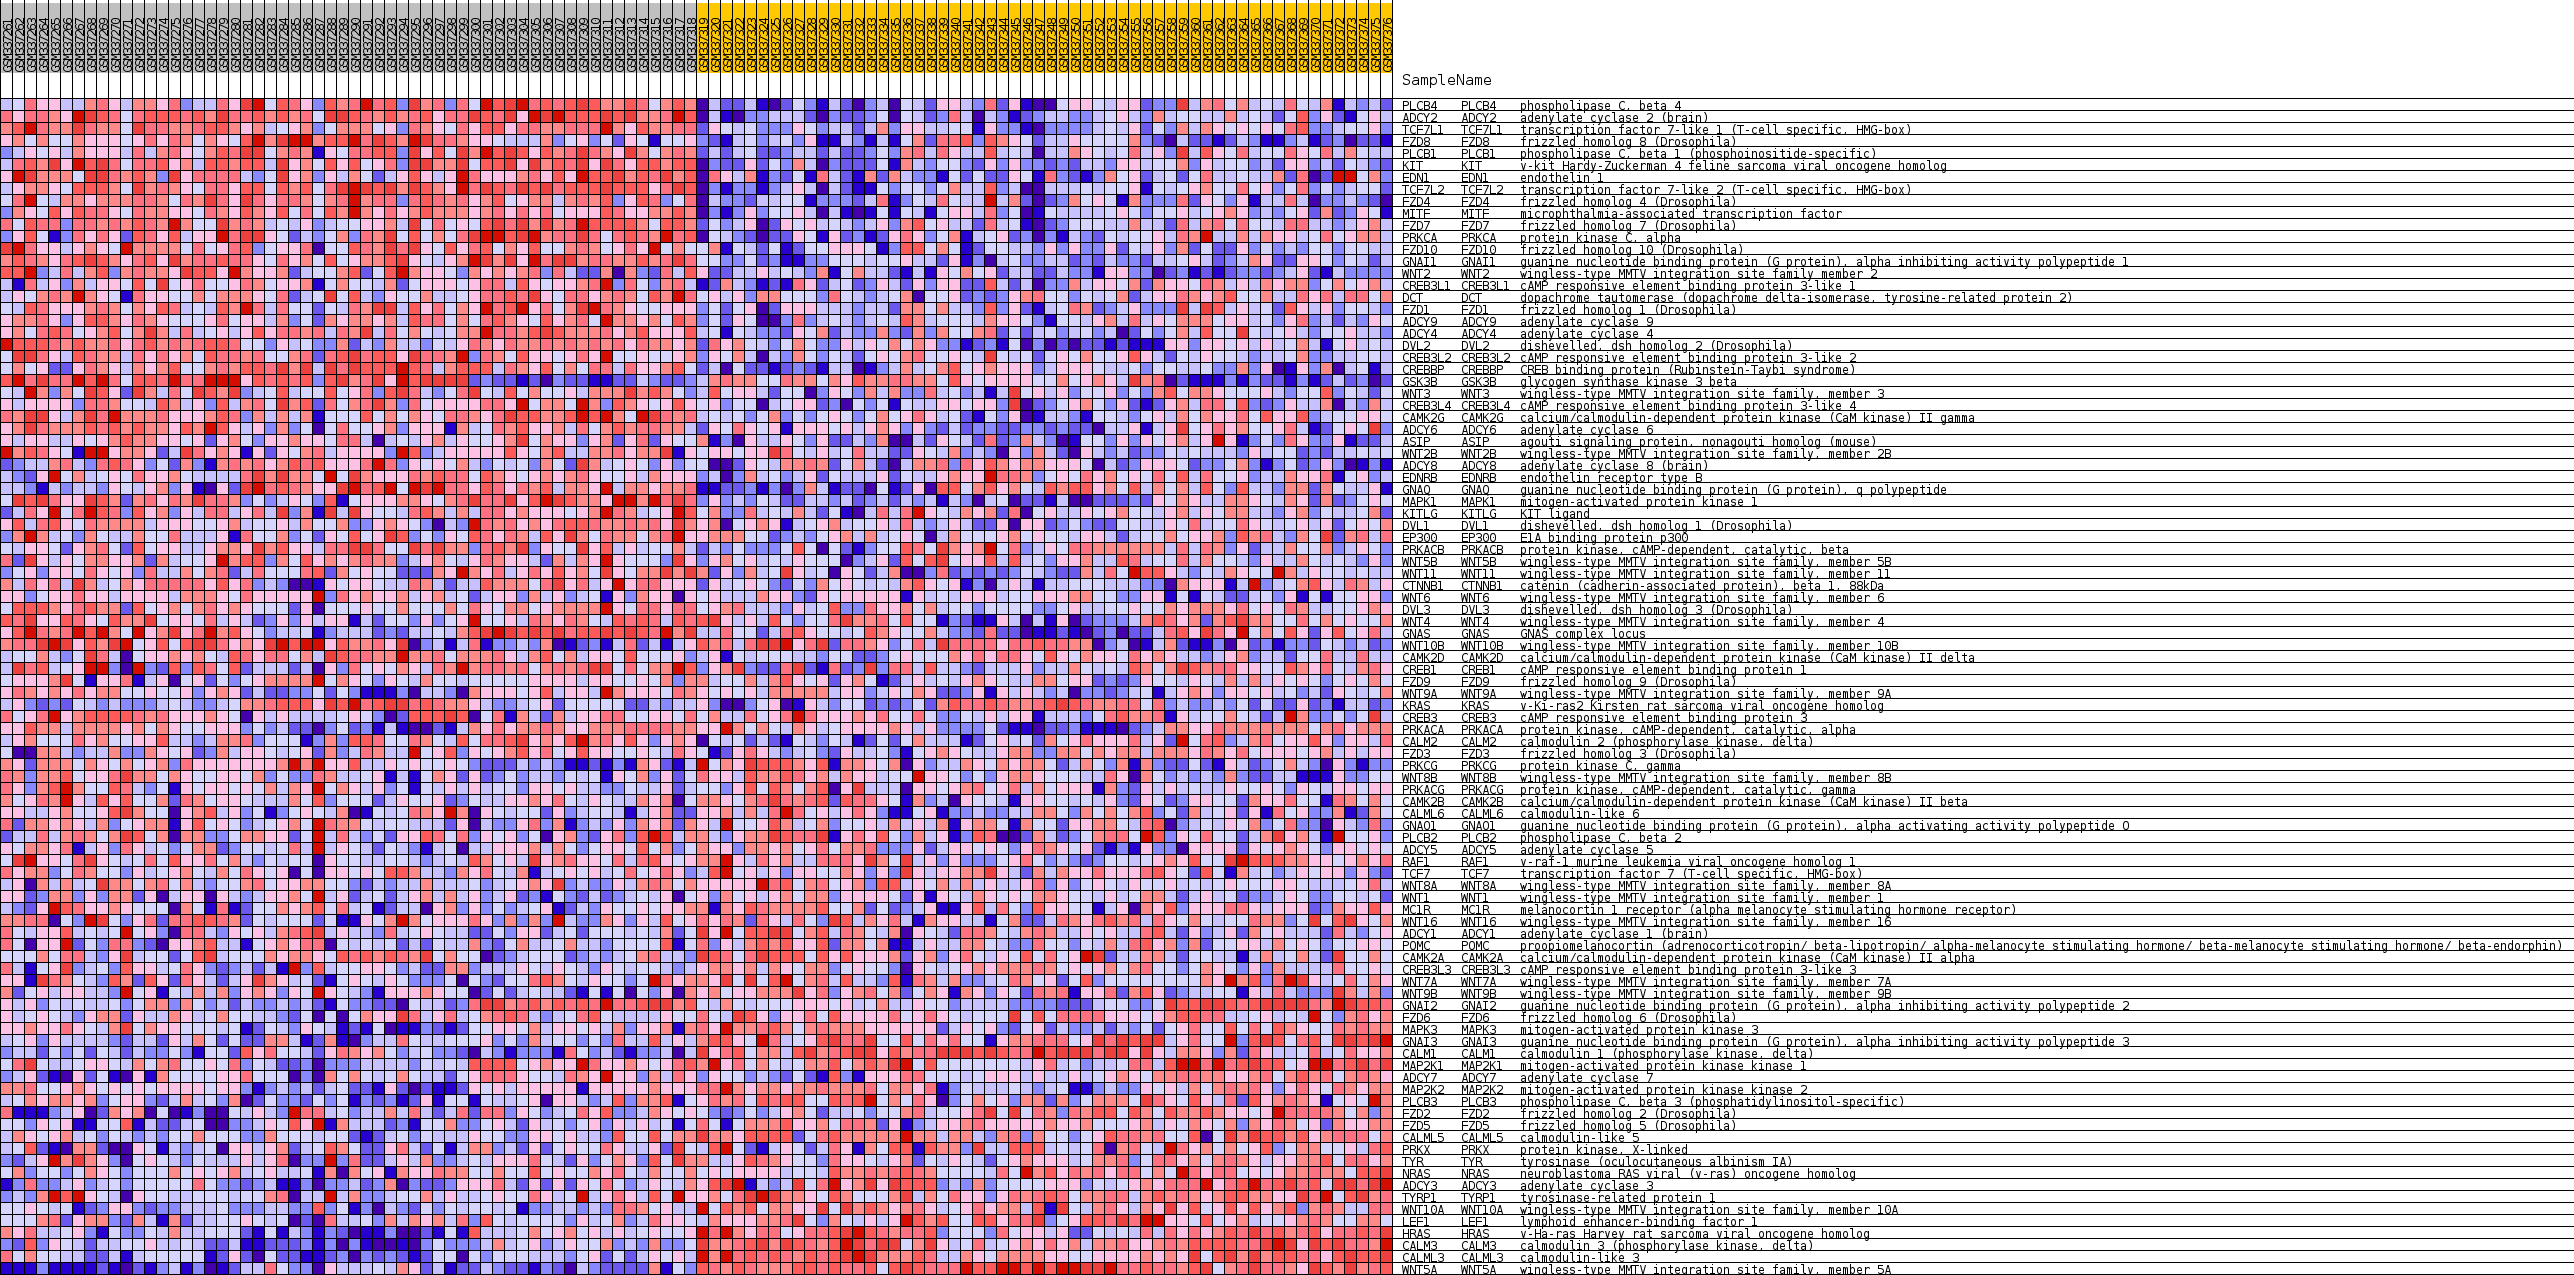 SampleName
PLCB4 PLCB4 phospholipase C, beta 4
ADCY2 ADCY2 adenylate cyclase 2 (brain)
TCF7L1 TCF7L1 transcription factor 7-like 1 (T-cell specific, HMG-box)
FZD8 FZD8 frizzled homolog 8 (Drosophila)
PLCB1 PLCB1 phospholipase C, beta 1 (phosphoinositide-specific)
KIT KIT v-kit Hardy-Zuckerman 4 feline sarcoma viral oncogene homolog
EDN1 EDN1 endothelin 1
TCF7L2 TCF7L2 transcription factor 7-like 2 (T-cell specific, HMG-box)
FZD4 FZD4 frizzled homolog 4 (Drosophila)
MITF MITF microphthalmia-associated transcription factor
FZD7 FZD7 frizzled homolog 7 (Drosophila)
PRKCA PRKCA protein kinase C, alpha
FZD10 FZD10 frizzled homolog 10 (Drosophila)
GNAI1 GNAI1 guanine nucleotide binding protein (G protein), alpha inhibiting activity polypeptide 1
WNT2 WNT2 wingless-type MMTV integration site family member 2
CREB3L1 CREB3L1 cAMP responsive element binding protein 3-like 1
DCT DCT dopachrome tautomerase (dopachrome delta-isomerase, tyrosine-related protein 2)
FZD1 FZD1 frizzled homolog 1 (Drosophila)
ADCY9 ADCY9 adenylate cyclase 9
ADCY4 ADCY4 adenylate cyclase 4
DVL2 DVL2 dishevelled, dsh homolog 2 (Drosophila)
CREB3L2 CREB3L2 cAMP responsive element binding protein 3-like 2
CREBBP CREBBP CREB binding protein (Rubinstein-Taybi syndrome)
GSK3B GSK3B glycogen synthase kinase 3 beta
WNT3 WNT3 wingless-type MMTV integration site family, member 3
CREB3L4 CREB3L4 cAMP responsive element binding protein 3-like 4
CAMK2G CAMK2G calcium/calmodulin-dependent protein kinase (CaM kinase) II gamma
ADCY6 ADCY6 adenylate cyclase 6
ASIP ASIP agouti signaling protein, nonagouti homolog (mouse)
WNT2B WNT2B wingless-type MMTV integration site family, member 2B
ADCY8 ADCY8 adenylate cyclase 8 (brain)
EDNRB EDNRB endothelin receptor type B
GNAQ GNAQ guanine nucleotide binding protein (G protein), q polypeptide
MAPK1 MAPK1 mitogen-activated protein kinase 1
KITLG KITLG KIT ligand
DVL1 DVL1 dishevelled, dsh homolog 1 (Drosophila)
EP300 EP300 E1A binding protein p300
PRKACB PRKACB protein kinase, cAMP-dependent, catalytic, beta
WNT5B WNT5B wingless-type MMTV integration site family, member 5B
WNT11 WNT11 wingless-type MMTV integration site family, member 11
CTNNB1 CTNNB1 catenin (cadherin-associated protein), beta 1, 88kDa
WNT6 WNT6 wingless-type MMTV integration site family, member 6
DVL3 DVL3 dishevelled, dsh homolog 3 (Drosophila)
WNT4 WNT4 wingless-type MMTV integration site family, member 4
GNAS GNAS GNAS complex locus
WNT10B WNT10B wingless-type MMTV integration site family, member 10B
CAMK2D CAMK2D calcium/calmodulin-dependent protein kinase (CaM kinase) II delta
CREB1 CREB1 cAMP responsive element binding protein 1
FZD9 FZD9 frizzled homolog 9 (Drosophila)
WNT9A WNT9A wingless-type MMTV integration site family, member 9A
KRAS KRAS v-Ki-ras2 Kirsten rat sarcoma viral oncogene homolog
CREB3 CREB3 cAMP responsive element binding protein 3
PRKACA PRKACA protein kinase, cAMP-dependent, catalytic, alpha
CALM2 CALM2 calmodulin 2 (phosphorylase kinase, delta)
FZD3 FZD3 frizzled homolog 3 (Drosophila)
PRKCG PRKCG protein kinase C, gamma
WNT8B WNT8B wingless-type MMTV integration site family, member 8B
PRKACG PRKACG protein kinase, cAMP-dependent, catalytic, gamma
CAMK2B CAMK2B calcium/calmodulin-dependent protein kinase (CaM kinase) II beta
CALML6 CALML6 calmodulin-like 6
GNAO1 GNAO1 guanine nucleotide binding protein (G protein), alpha activating activity polypeptide O
PLCB2 PLCB2 phospholipase C, beta 2
ADCY5 ADCY5 adenylate cyclase 5
RAF1 RAF1 v-raf-1 murine leukemia viral oncogene homolog 1
TCF7 TCF7 transcription factor 7 (T-cell specific, HMG-box)
WNT8A WNT8A wingless-type MMTV integration site family, member 8A
WNT1 WNT1 wingless-type MMTV integration site family, member 1
MC1R MC1R melanocortin 1 receptor (alpha melanocyte stimulating hormone receptor)
WNT16 WNT16 wingless-type MMTV integration site family, member 16
ADCY1 ADCY1 adenylate cyclase 1 (brain)
POMC POMC proopiomelanocortin (adrenocorticotropin/ beta-lipotropin/ alpha-melanocyte stimulating hormone/ beta-melanocyte stimulating hormone/ beta-endorphin)
CAMK2A CAMK2A calcium/calmodulin-dependent protein kinase (CaM kinase) II alpha
CREB3L3 CREB3L3 cAMP responsive element binding protein 3-like 3
WNT7A WNT7A wingless-type MMTV integration site family, member 7A
WNT9B WNT9B wingless-type MMTV integration site family, member 9B
GNAI2 GNAI2 guanine nucleotide binding protein (G protein), alpha inhibiting activity polypeptide 2
FZD6 FZD6 frizzled homolog 6 (Drosophila)
MAPK3 MAPK3 mitogen-activated protein kinase 3
GNAI3 GNAI3 guanine nucleotide binding protein (G protein), alpha inhibiting activity polypeptide 3
CALM1 CALM1 calmodulin 1 (phosphorylase kinase, delta)
MAP2K1 MAP2K1 mitogen-activated protein kinase kinase 1
ADCY7 ADCY7 adenylate cyclase 7
MAP2K2 MAP2K2 mitogen-activated protein kinase kinase 2
PLCB3 PLCB3 phospholipase C, beta 3 (phosphatidylinositol-specific)
FZD2 FZD2 frizzled homolog 2 (Drosophila)
FZD5 FZD5 frizzled homolog 5 (Drosophila)
CALML5 CALML5 calmodulin-like 5
PRKX PRKX protein kinase, X-linked
TYR TYR tyrosinase (oculocutaneous albinism IA)
NRAS NRAS neuroblastoma RAS viral (v-ras) oncogene homolog
ADCY3 ADCY3 adenylate cyclase 3
TYRP1 TYRP1 tyrosinase-related protein 1
WNT10A WNT10A wingless-type MMTV integration site family, member 10A
LEF1 LEF1 lymphoid enhancer-binding factor 1
HRAS HRAS v-Ha-ras Harvey rat sarcoma viral oncogene homolog
CALM3 CALM3 calmodulin 3 (phosphorylase kinase, delta)
CALML3 CALML3 calmodulin-like 3
WNT5A WNT5A wingless-type MMTV integration site family, member 5A